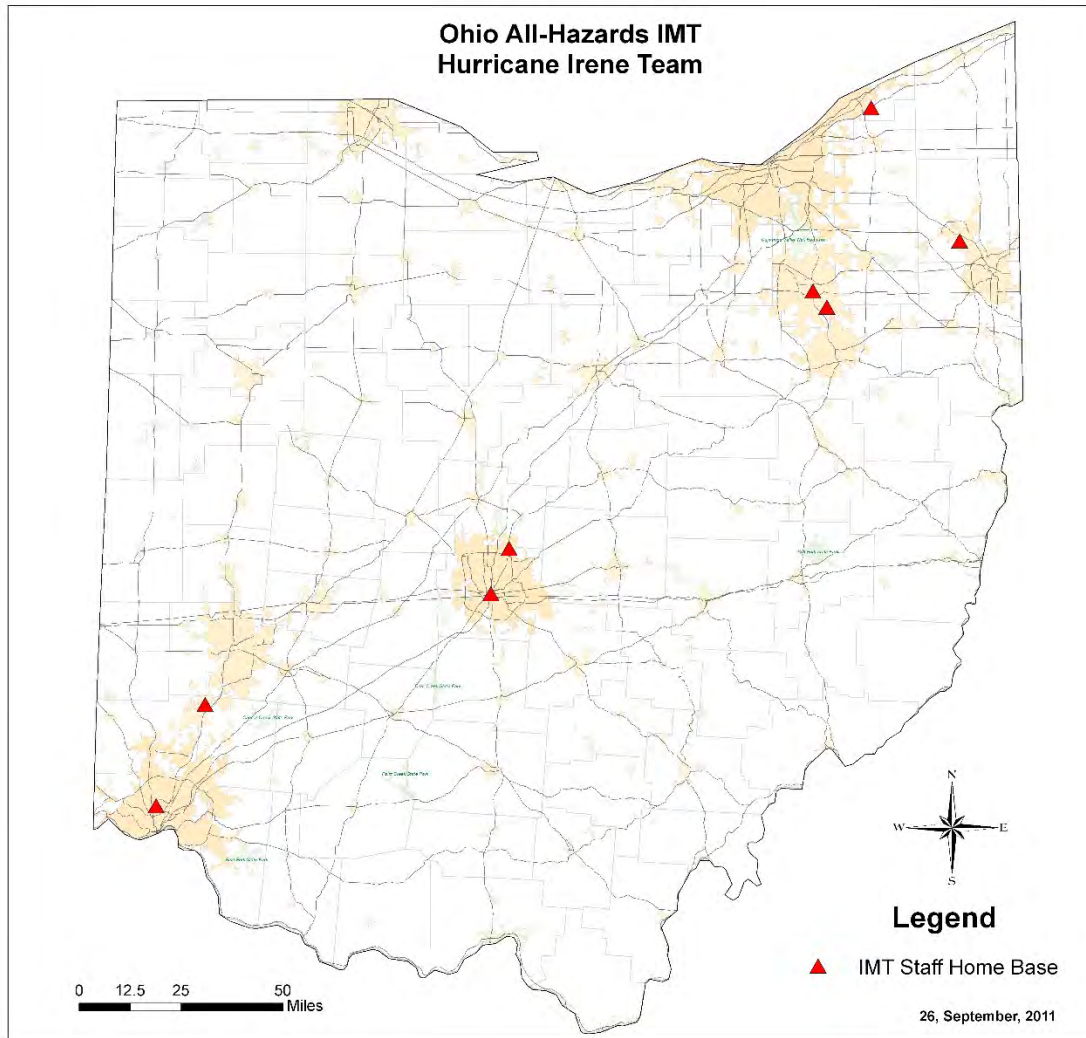 Ohio All-Hazards IMT
Hurricane Irene Team
N
W
E
S
Legend
IMT Staff Home Base
0 12.5 25 50
Miles
26, September, 2011